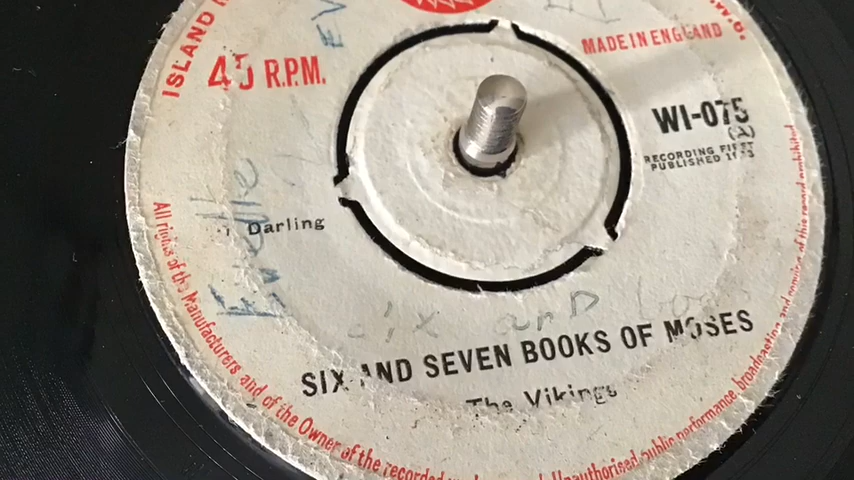 ISLAND
45 R.P.M.
MADE IN ENGLAND
WI-075
(A)
RECORDING FIRST
PUBLISHED
Darling
Six and
SIX AND SEVEN BOOKS OF MOSES
The Vikings
All rights of the Manufacturers and of the Owner of the recorded
Unauthorised public performance, broadcasting and copying of this record prohibited